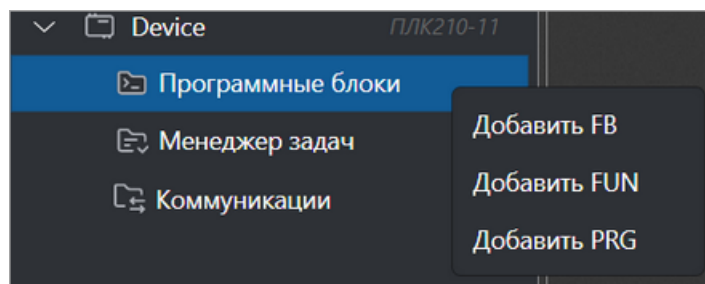 Device ПЛК210-11
Программные блоки
Добавить FB
Менеджер задач
Добавить FUN
Коммуникации
Добавить PRG